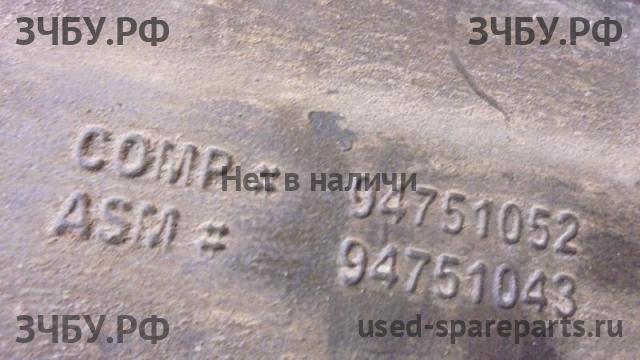 ЗЧБУ.РФ ЗЧБУ.РФ
COMP # 94751052
Нет в наличи
ASM # 94751043
ЗЧБУ.РФ used-spareparts.ru